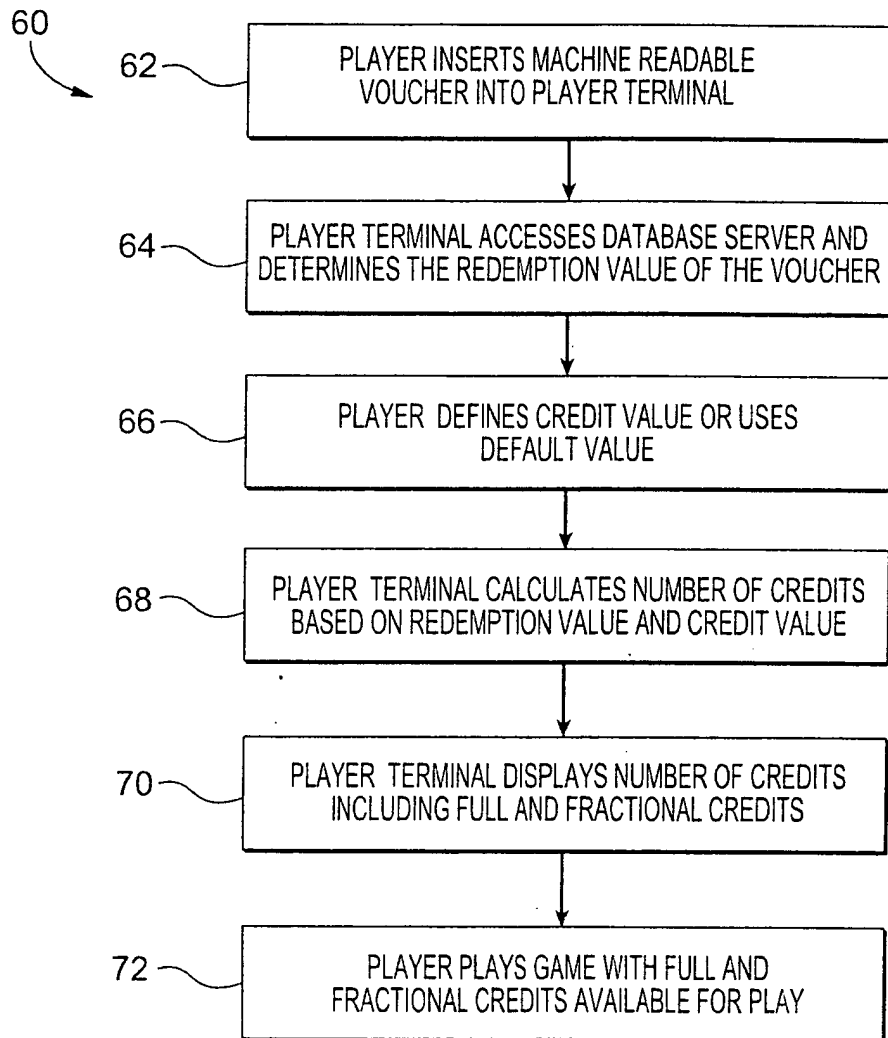 60
62
PLAYER INSERTS MACHINE READABLE
VOUCHER INTO PLAYER TERMINAL
64
PLAYER TERMINAL ACCESSES DATABASE SERVER AND
DETERMINES THE REDEMPTION VALUE OF THE VOUCHER
66
PLAYER DEFINES CREDIT VALUE OR USES
DEFAULT VALUE
68
PLAYER TERMINAL CALCULATES NUMBER OF CREDITS
BASED ON REDEMPTION VALUE AND CREDIT VALUE
70
PLAYER TERMINAL DISPLAYS NUMBER OF CREDITS
INCLUDING FULL AND FRACTIONAL CREDITS
72
PLAYER PLAYS GAME WITH FULL AND
FRACTIONAL CREDITS AVAILABLE FOR PLAY